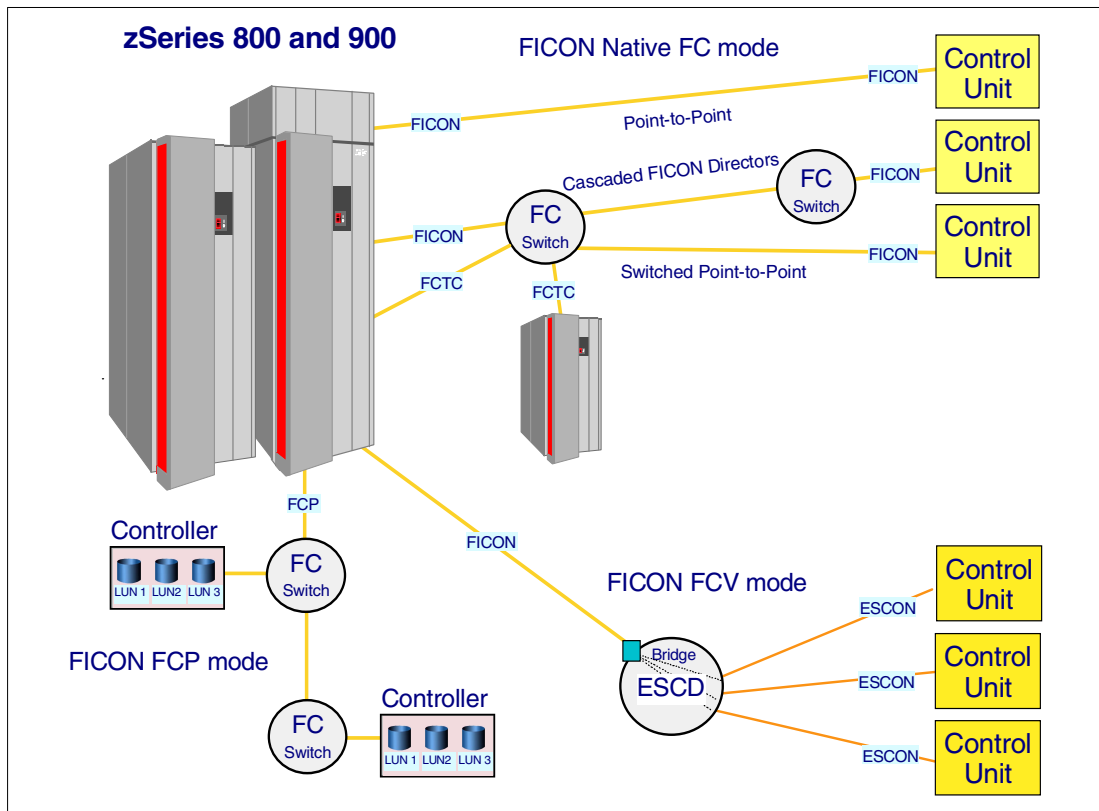 zSeries 800 and 900
FICON Native FC mode
Control
Unit
FICON
FICON
Point-to-Point
Control
Unit
Cascaded FICON Directors
FC
Switch
FICON
FC
Switch
FICON
Control
Unit
FICON
Switched Point-to-Point
FCTC
FCTC
FCP
FICON
Controller
LUN 1 LUN2 LUN 3
FC
Switch
FICON FCP mode
FC
Switch
Controller
LUN 1 LUN2 LUN 3
FICON FCV mode
Bridge
ESCD
ESCON
Control
Unit
ESCON
Control
Unit
ESCON
Control
Unit